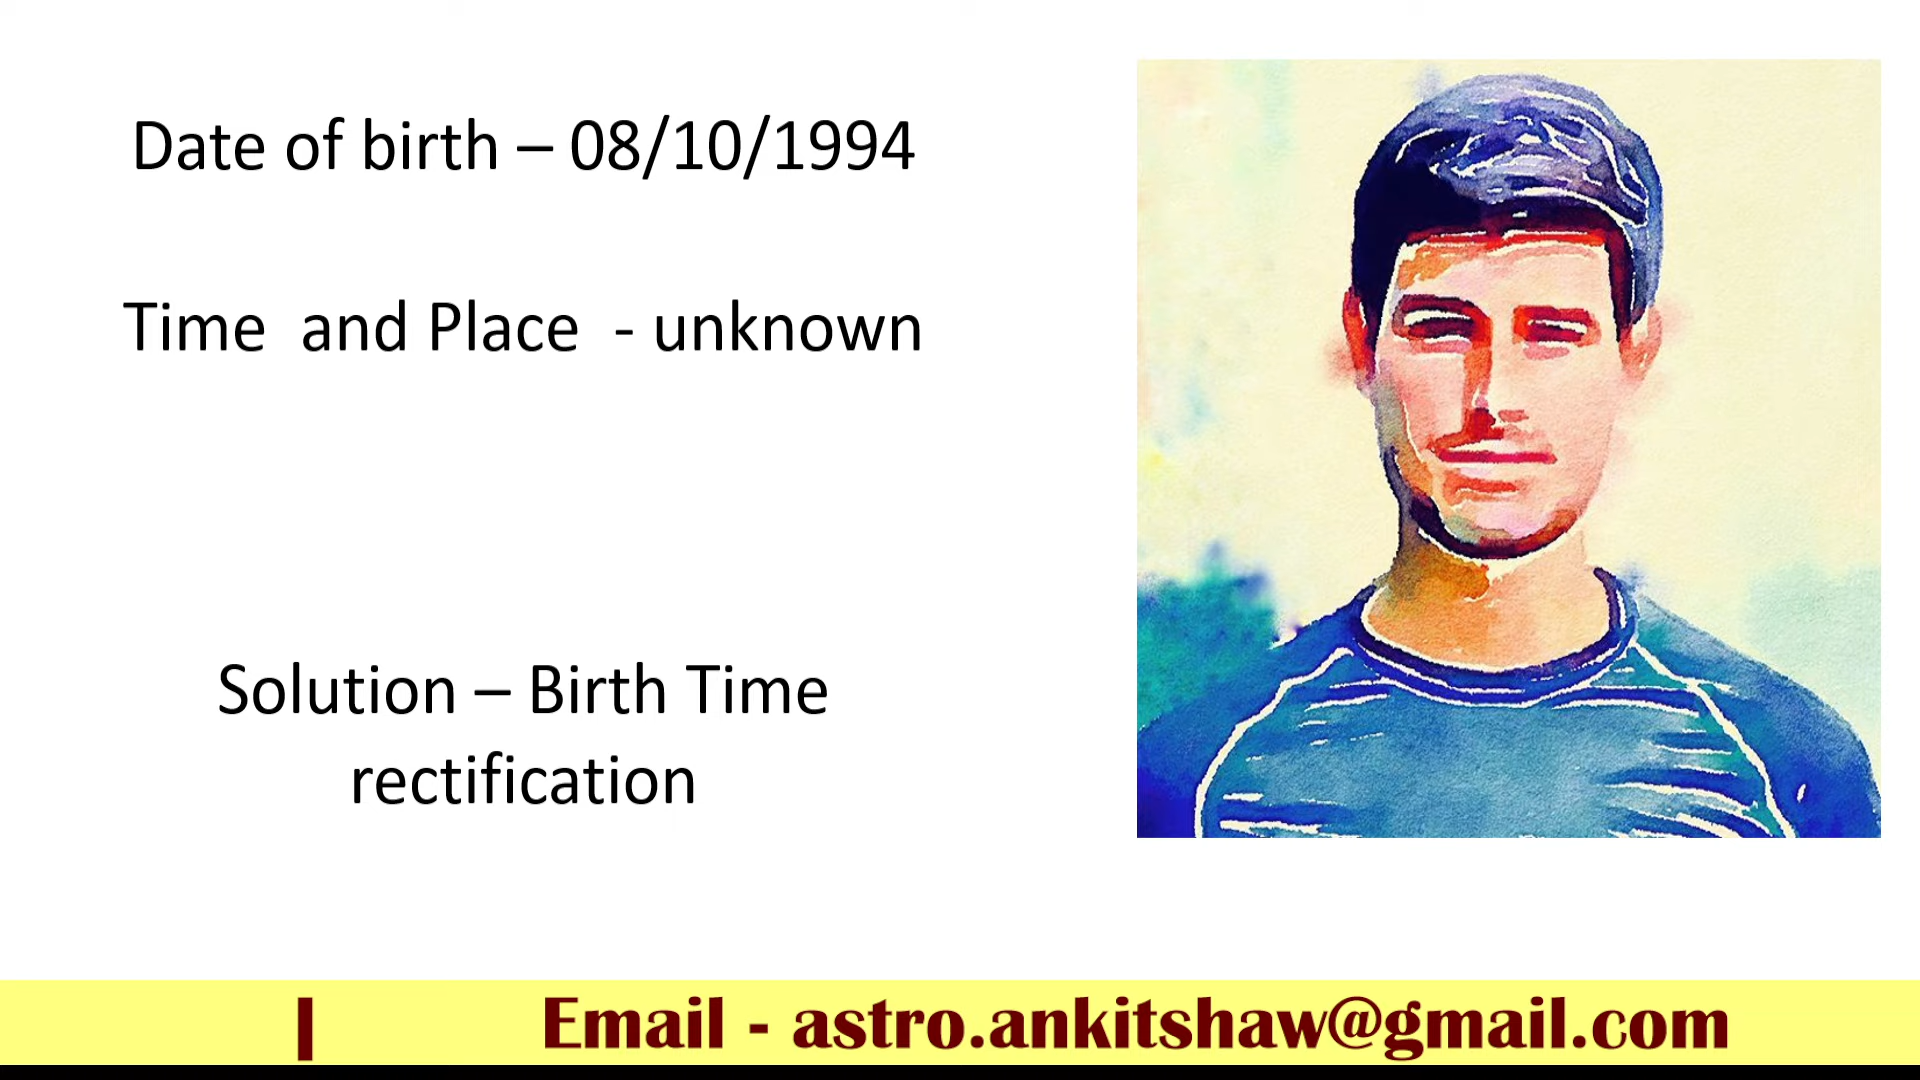 Date of birth – 08/10/1994
Time and Place - unknown
Solution – Birth Time
rectification
| Email - astro.ankitshaw@gmail.com